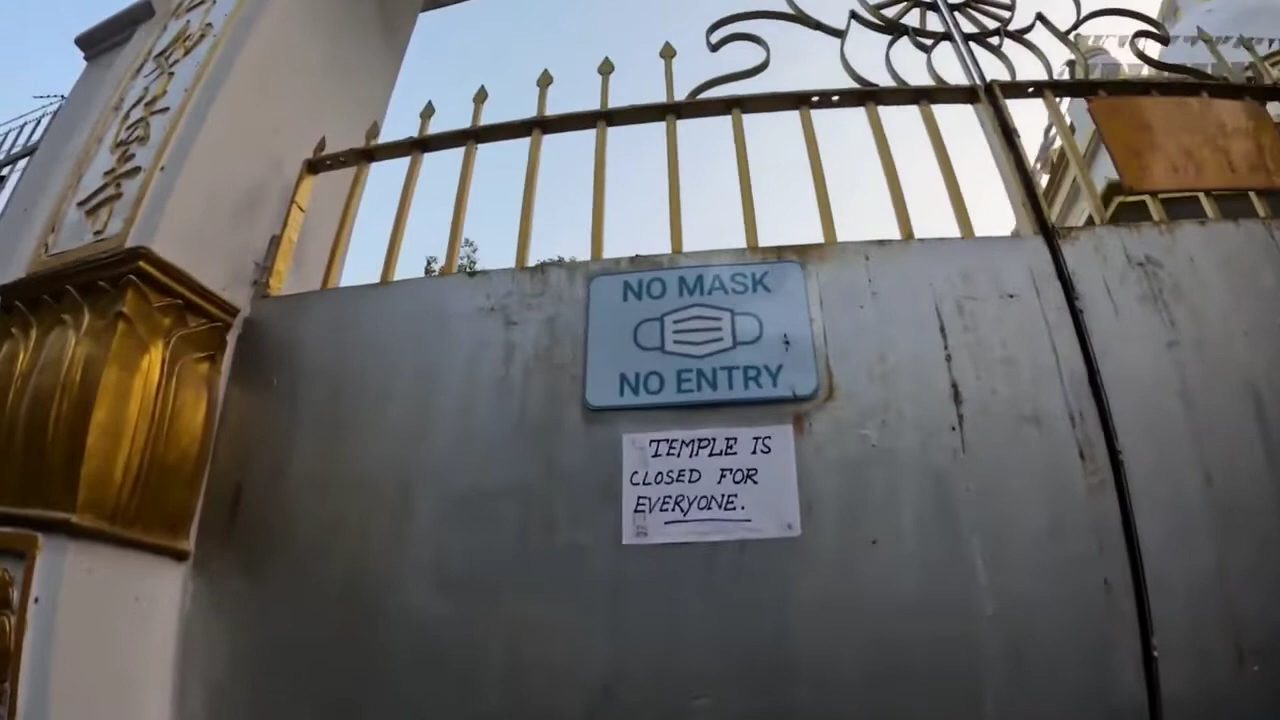 NO MASK
NO ENTRY
TEMPLE IS
CLOSED FOR
EVERYONE.